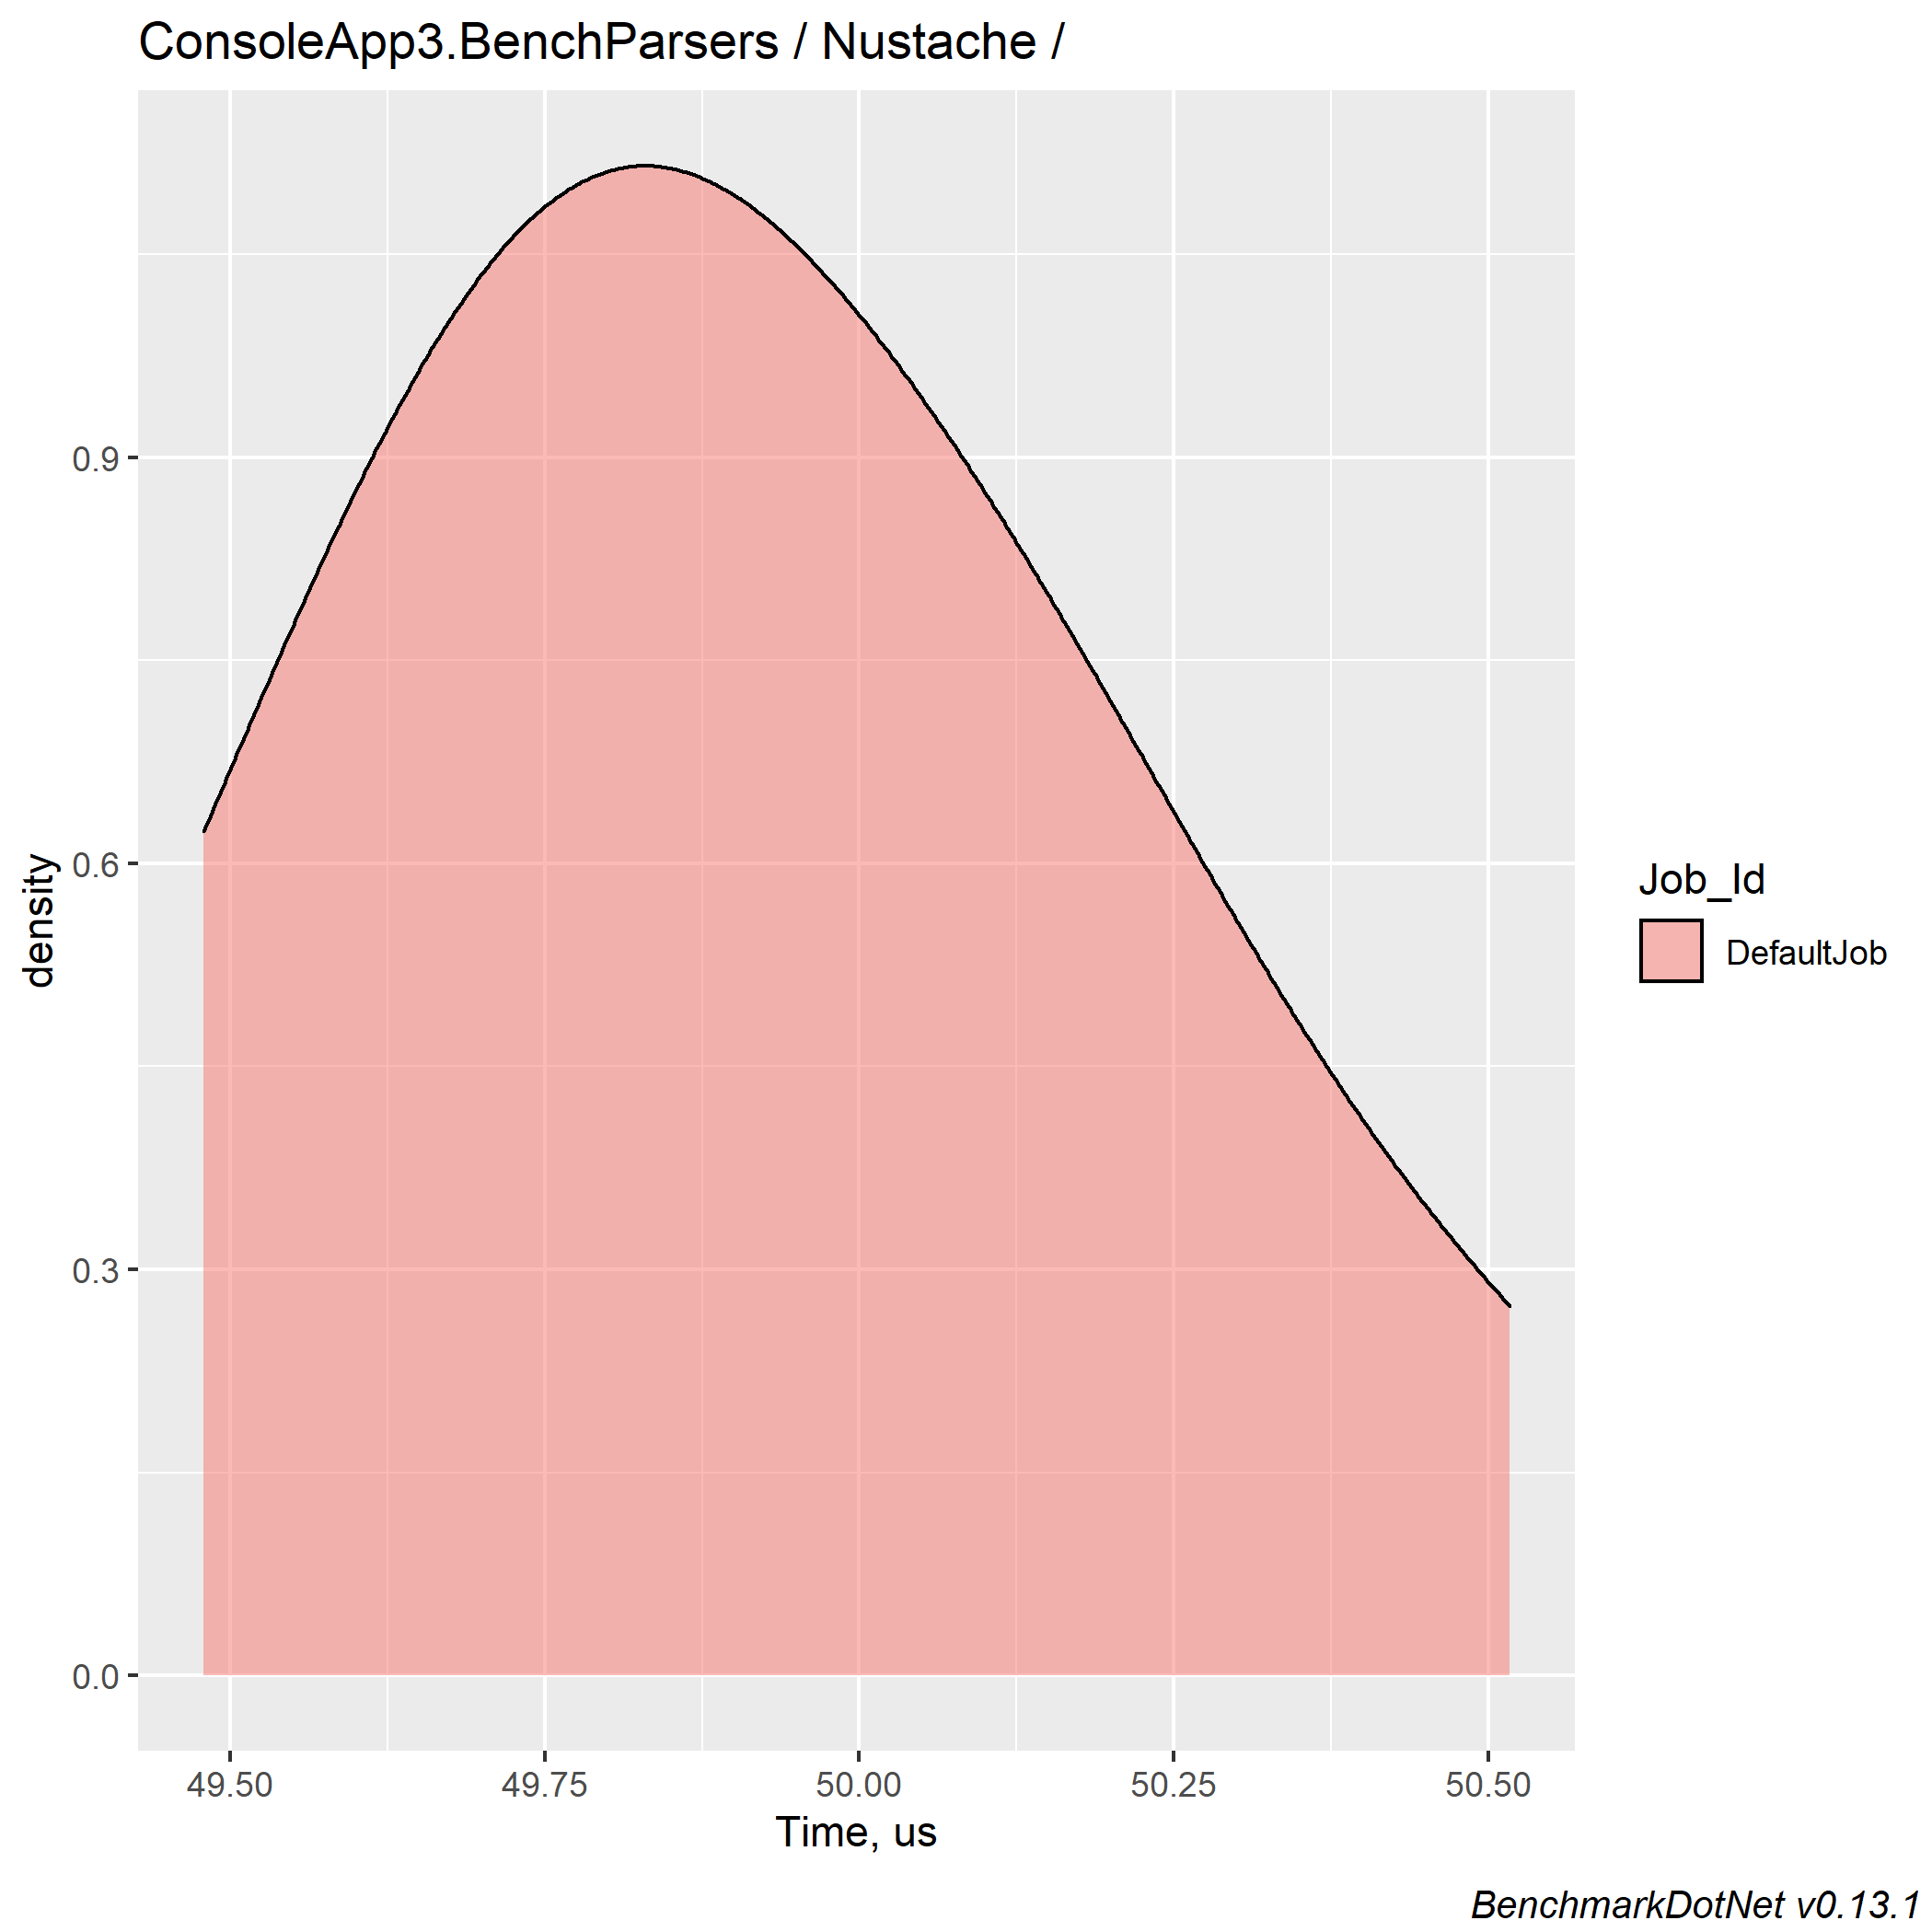 ConsoleApp3.BenchParsers / Nustache /
density
0.9
0.6
0.3
0.0
49.50 49.75 50.00 50.25 50.50
Time, us
Job_Id
DefaultJob
BenchmarkDotNet v0.13.1